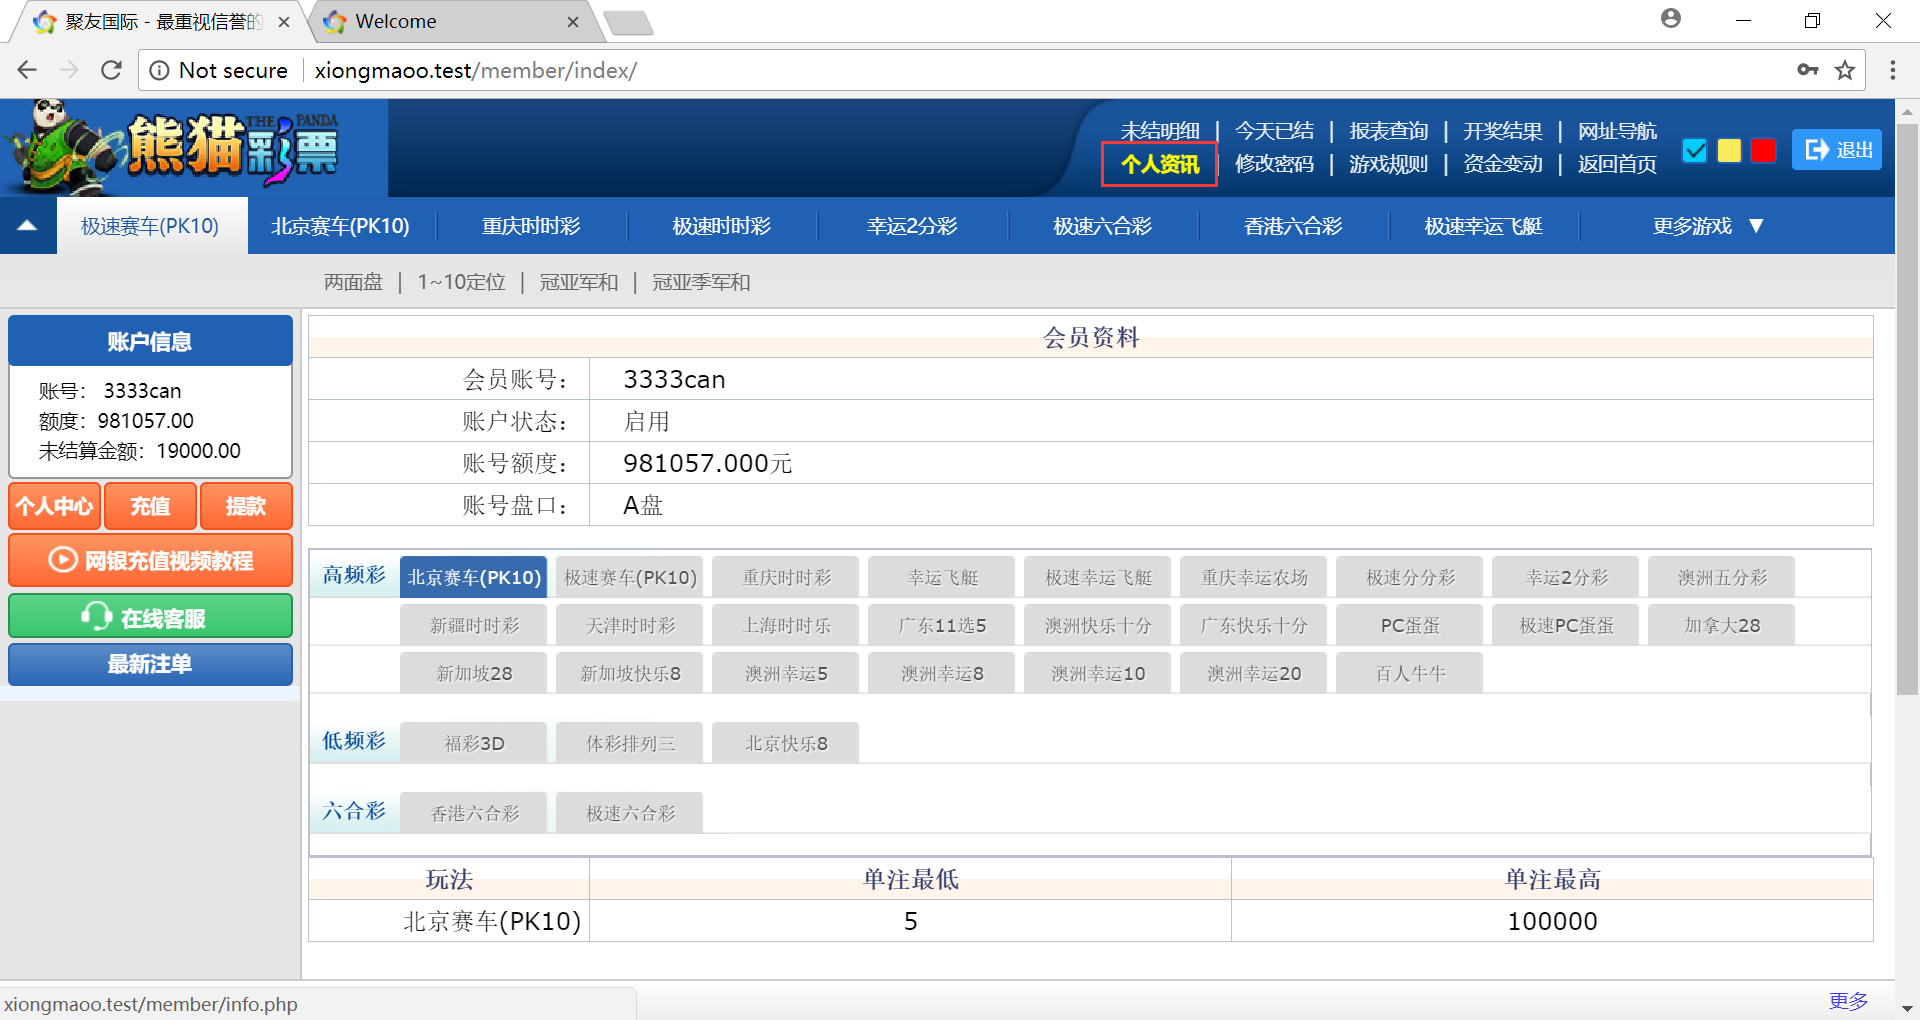 聚友国际 - 最重视信誉的
Welcome
Not secure
xiongmaoo.test/member/index/
THE PANDA
熊猫彩票
未结明细 | 今天已结 | 报表查询 | 开奖结果 | 网址导航
个人资讯 | 修改密码 | 游戏规则 | 资金变动 | 返回首页
退出
极速赛车(PK10) 北京赛车(PK10) 重庆时时彩 极速时时彩 幸运2分彩 极速六合彩 香港六合彩 极速幸运飞艇 更多游戏 ▼
两面盘 | 1~10定位 | 冠亚军和 | 冠亚季军和
账户信息
账号： 3333can
额度：981057.00
未结算金额：19000.00
个人中心 充值 提款
网银充值视频教程
在线客服
最新注单
会员资料
会员账号： 3333can
账户状态： 启用
账号额度： 981057.000元
账号盘口： A盘
高频彩 北京赛车(PK10) 极速赛车(PK10) 重庆时时彩 幸运飞艇 极速幸运飞艇 重庆幸运农场 极速分分彩 幸运2分彩 澳洲五分彩
新疆时时彩 天津时时彩 上海时时乐 广东11选5 澳洲快乐十分 广东快乐十分 PC蛋蛋 极速PC蛋蛋 加拿大28
新加坡28 新加坡快乐8 澳洲幸运5 澳洲幸运8 澳洲幸运10 澳洲幸运20 百人牛牛
低频彩 福彩3D 体彩排列三 北京快乐8
六合彩 香港六合彩 极速六合彩
玩法 单注最低 单注最高
北京赛车(PK10) 5 100000
xiongmaoo.test/member/info.php
更多